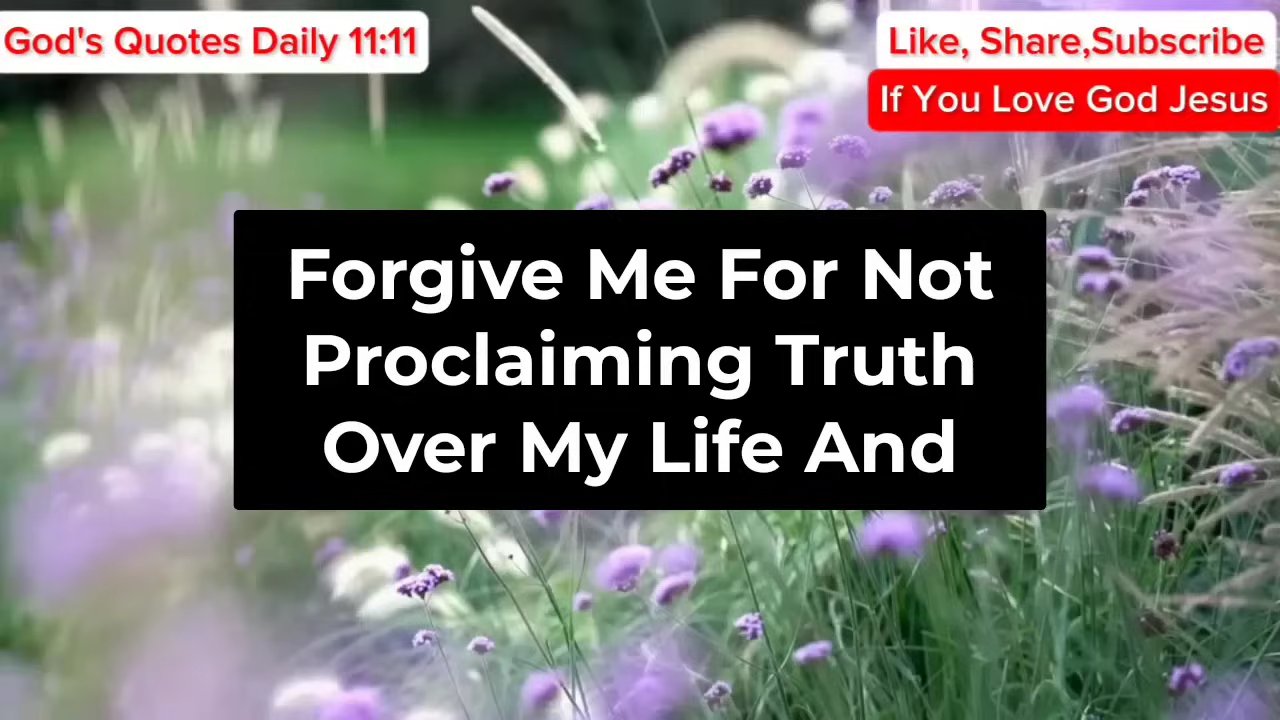 God's Quotes Daily 11:11
Like, Share,Subscribe
If You Love God Jesus
Forgive Me For Not
Proclaiming Truth
Over My Life And